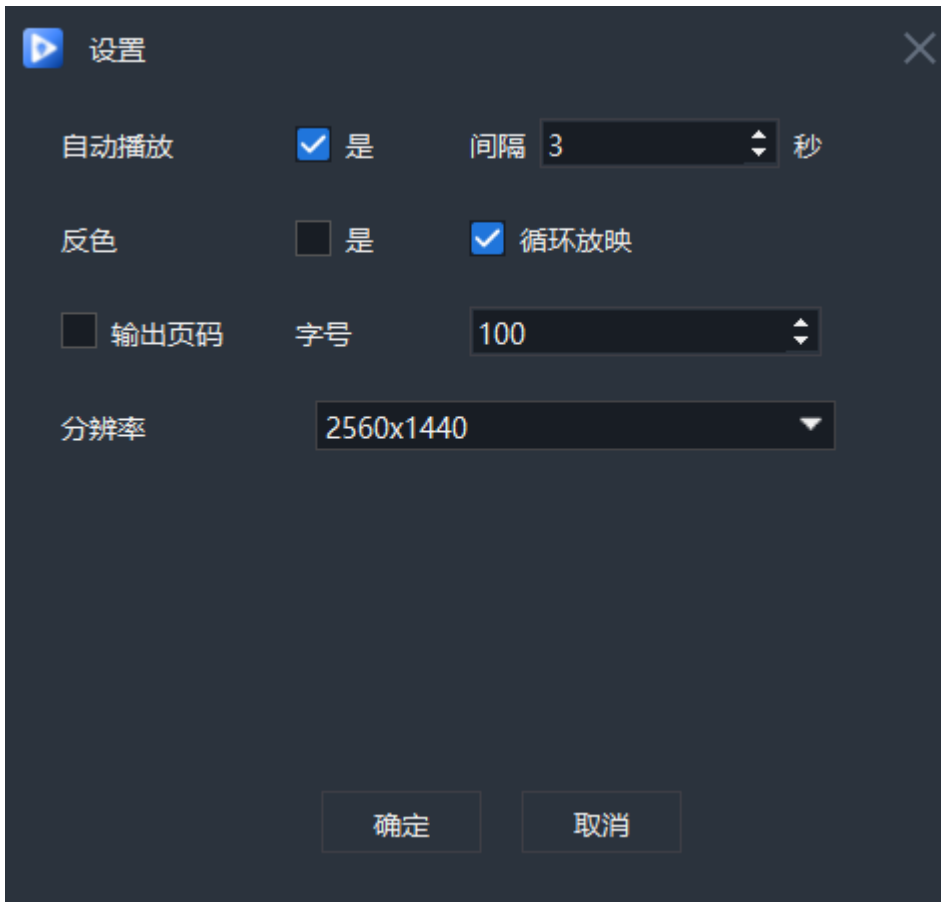 设置
自动播放 是 间隔 3 秒
反色 是 循环放映
输出页码 字号 100
分辨率 2560x1440
确定 取消